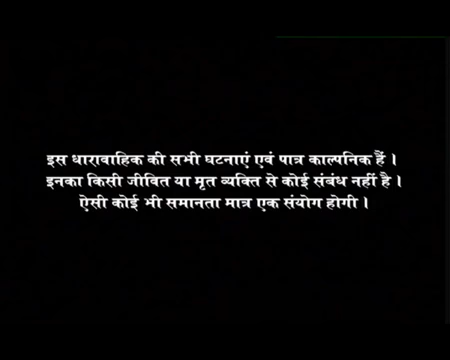 इस धारावाहिक की सभी घटनाएं एवं पात्र काल्पनिक हैं ।
इनका किसी जीवित या मृत व्यक्ति से कोई संबंध नहीं है ।
ऐसी कोई भी समानता मात्र एक संयोग होगी ।